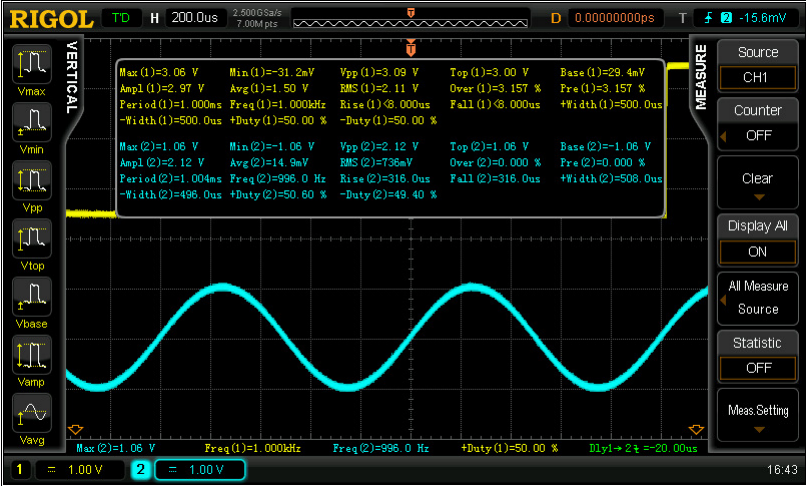 RIGOL T'D H 200.0us 2.500GSa/s 7.00M pts D 0.00000000ps T 2 -15.6mV
VERTICAL
Vmax
Vmin
Vpp
Vtop
Vbase
Vamp
Vavg
Max(1)=3.06 V Min(1)=-31.2mV Vpp(1)=3.09 V Top(1)=3.00 V Base(1)=29.4mV
Ampl(1)=2.97 V Avg(1)=1.50 V RMS(1)=2.11 V Over(1)=3.157 % Pre(1)=3.157 %
Period(1)=1.000ms Freq(1)=1.000kHz Rise(1)<8.000us Fall(1)<8.000us +Width(1)=500.0us
-Width(1)=500.0us +Duty(1)=50.00 % -Duty(1)=50.00 %
Max(2)=1.06 V Min(2)=-1.06 V Vpp(2)=2.12 V Top(2)=1.06 V Base(2)=-1.06 V
Ampl(2)=2.12 V Avg(2)=14.9mV RMS(2)=736mV Over(2)=0.000 % Pre(2)=0.000 %
Period(2)=1.004ms Freq(2)=996.0 Hz Rise(2)=316.0us Fall(2)=316.0us +Width(2)=508.0us
-Width(2)=496.0us +Duty(2)=50.60 % -Duty(2)=49.40 %
MEASURE
Source
CH1
Counter
OFF
Clear
Display All
ON
All Measure
Source
Statistic
OFF
Meas.Setting
Max(2)=1.06 V Freq(1)=1.000kHz Freq(2)=996.0 Hz +Duty(1)=50.00 % Dly1→2 =-20.00us
1 = 1.00 V 2 = 1.00 V 16:43